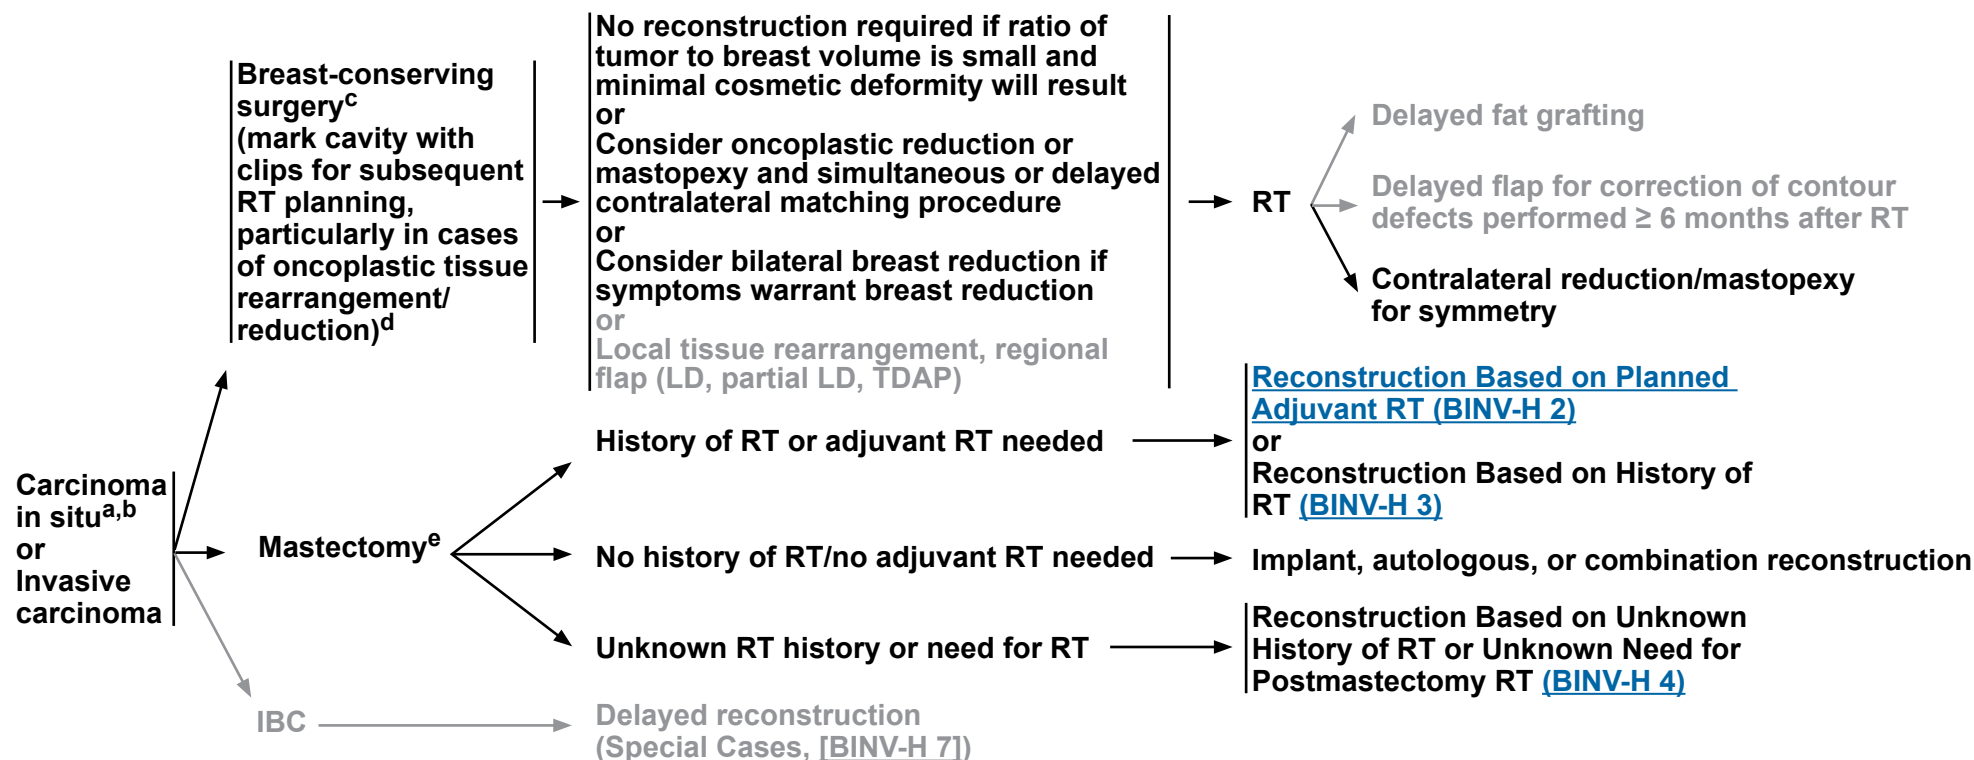 Carcinoma
in situa,b
or
Invasive
carcinoma
Breast-conserving
surgeryc
(mark cavity with
clips for subsequent
RT planning,
particularly in cases
of oncoplastic tissue
rearrangement/
reduction)d
No reconstruction required if ratio of
tumor to breast volume is small and
minimal cosmetic deformity will result
or
Consider oncoplastic reduction or
mastopexy and simultaneous or delayed
contralateral matching procedure
or
Consider bilateral breast reduction if
symptoms warrant breast reduction
or
Local tissue rearrangement, regional
flap (LD, partial LD, TDAP)
RT
Delayed fat grafting
Delayed flap for correction of contour
defects performed ≥ 6 months after RT
Contralateral reduction/mastopexy
for symmetry
Mastectomye
History of RT or adjuvant RT needed
Reconstruction Based on Planned
Adjuvant RT (BINV-H 2)
or
Reconstruction Based on History of
RT (BINV-H 3)
No history of RT/no adjuvant RT needed
Implant, autologous, or combination reconstruction
Unknown RT history or need for RT
Reconstruction Based on Unknown
History of RT or Unknown Need for
Postmastectomy RT (BINV-H 4)
IBC
Delayed reconstruction
(Special Cases, [BINV-H 7])